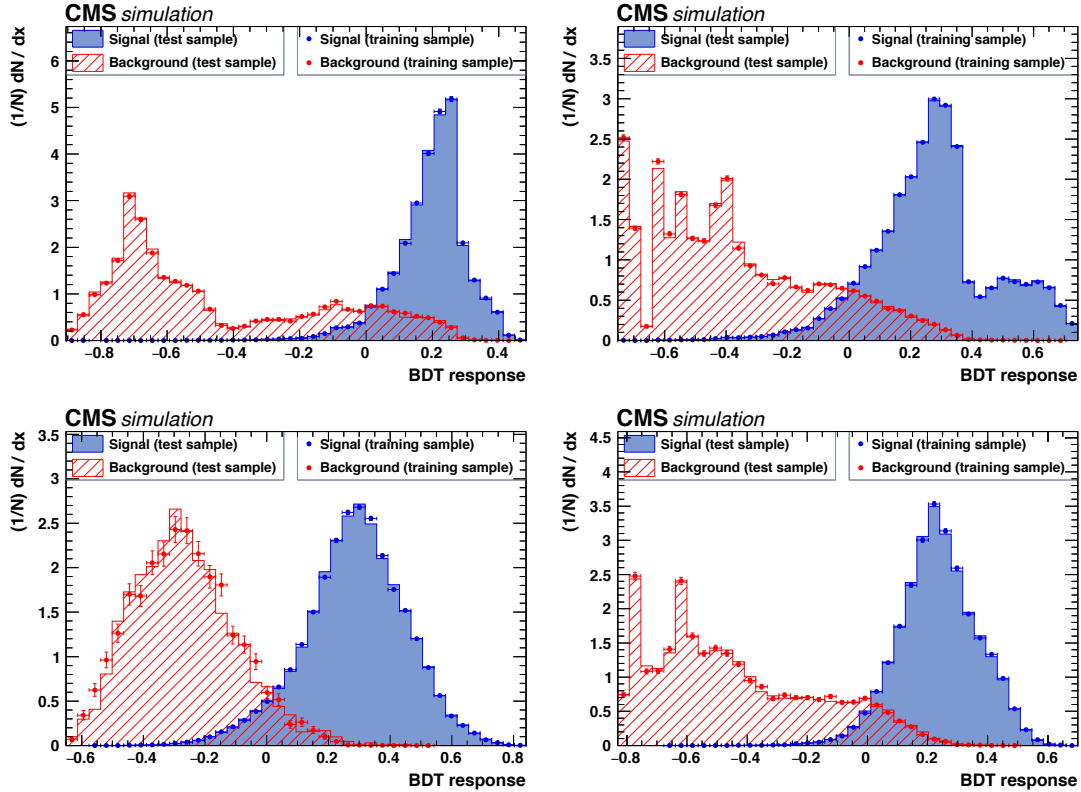 CMS simulation
(1/N) dN / dx
Signal (test sample)
Background (test sample)
Signal (training sample)
Background (training sample)
6
5
4
3
2
1
0
−0.8 −0.6 −0.4 −0.2 0 0.2 0.4
BDT response
CMS simulation
(1/N) dN / dx
Signal (test sample)
Background (test sample)
Signal (training sample)
Background (training sample)
3.5
3
2.5
2
1.5
1
0.5
0
−0.6 −0.4 −0.2 0 0.2 0.4 0.6
BDT response
CMS simulation
(1/N) dN / dx
Signal (test sample)
Background (test sample)
Signal (training sample)
Background (training sample)
3.5
3
2.5
2
1.5
1
0.5
0
−0.6 −0.4 −0.2 0 0.2 0.4 0.6 0.8
BDT response
CMS simulation
(1/N) dN / dx
Signal (test sample)
Background (test sample)
Signal (training sample)
Background (training sample)
4.5
4
3.5
3
2.5
2
1.5
1
0.5
0
−0.8 −0.6 −0.4 −0.2 0 0.2 0.4 0.6
BDT response